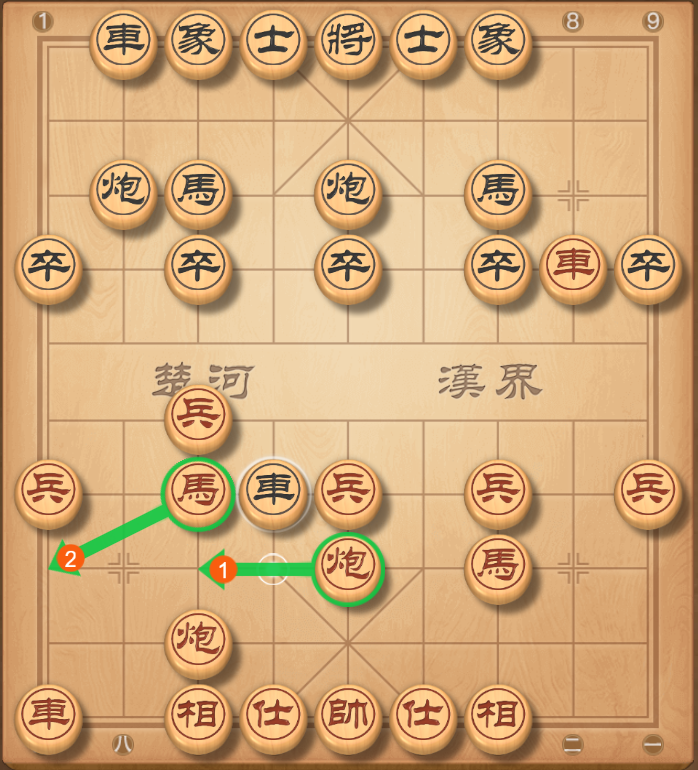 1 8 9
車 象 士 將 士 象
炮 馬 炮 馬
卒 卒 卒 卒 車 卒
楚河 漢界
兵
兵 馬 車 兵 兵 兵
2 1 炮 馬
炮
車 相 仕 帥 仕 相
八 二 一